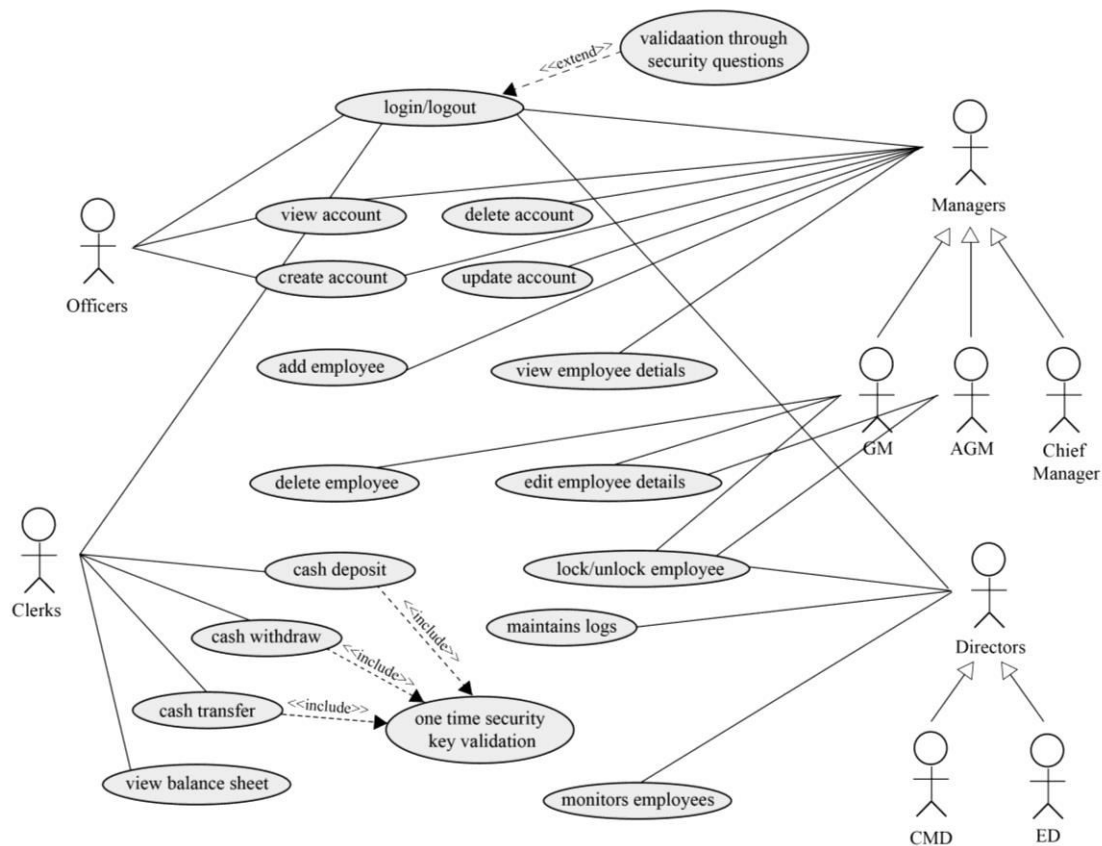 validaation through
security questions
<<extend>>
login/logout
Managers
view account
delete account
Officers
create account
update account
add employee
view employee detials
GM
AGM
Chief
Manager
delete employee
edit employee details
Clerks
cash deposit
lock/unlock employee
<<include>>
cash withdraw
maintains logs
Directors
<<include>>
cash transfer
<<include>>
one time security
key validation
view balance sheet
monitors employees
CMD
ED